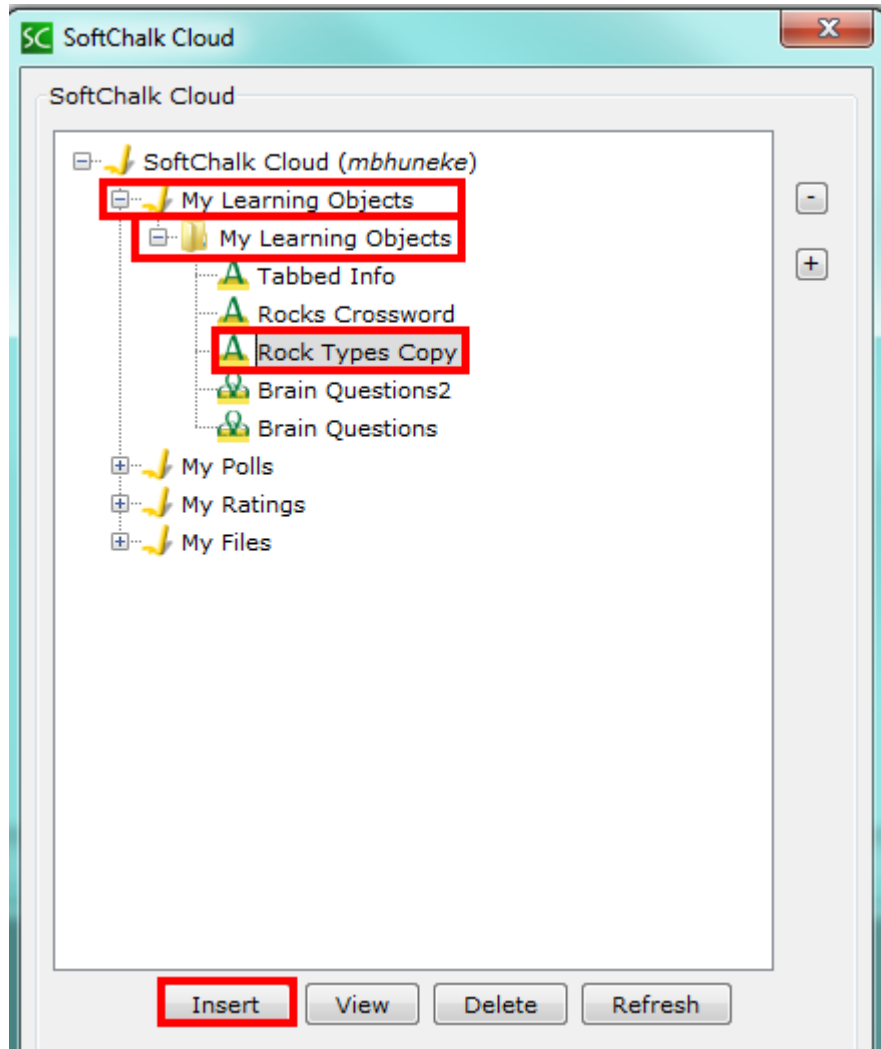 SC SoftChalk Cloud X
SoftChalk Cloud
SoftChalk Cloud (mbhuneke)
My Learning Objects
-
My Learning Objects
Tabbed Info
+
A Rocks Crossword
A Rock Types Copy
Brain Questions2
Brain Questions
My Polls
My Ratings
My Files
Insert View Delete Refresh